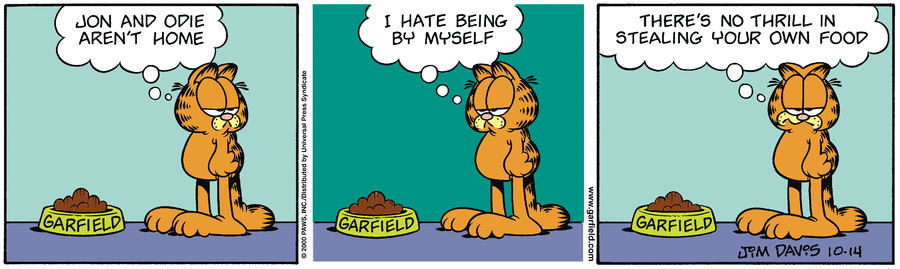 JON AND ODIE
AREN'T HOME
GARFIELD
© 2000 PAWS, INC./Distributed by Universal Press Syndicate
I HATE BEING
BY MYSELF
GARFIELD
www.garfield.com
THERE'S NO THRILL IN
STEALING YOUR OWN FOOD
GARFIELD
JIM DAVIS 10-14